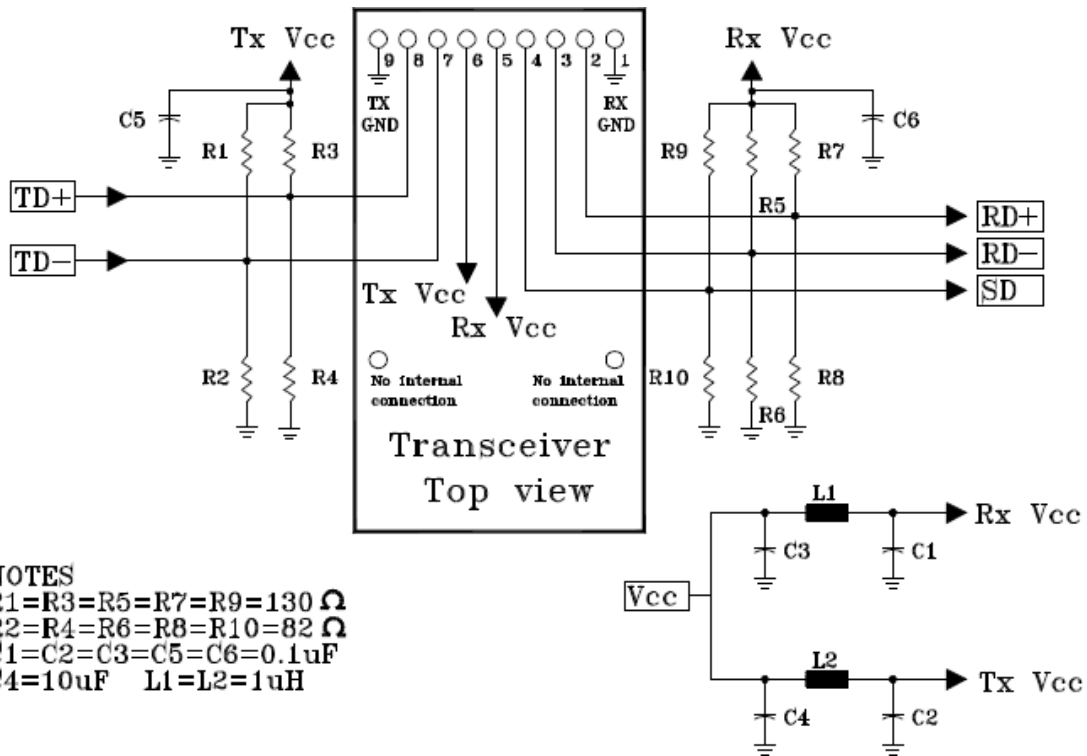 Tx Vcc
Rx Vcc
9 8 7 6 5 4 3 2 1
TX
GND
RX
GND
C5
R1
R3
R9
R7
C6
TD+
R5
RD+
TD-
RD-
Tx Vcc
SD
Rx Vcc
R2
R4
No internal
connection
No internal
connection
R10
R8
R6
Transceiver
Top view
L1
Rx Vcc
C3
C1
Vcc
L2
Tx Vcc
C4
C2
NOTES
R1=R3=R5=R7=R9=130 Ω
R2=R4=R6=R8=R10=82 Ω
C1=C2=C3=C5=C6=0.1uF
C4=10uF L1=L2=1uH